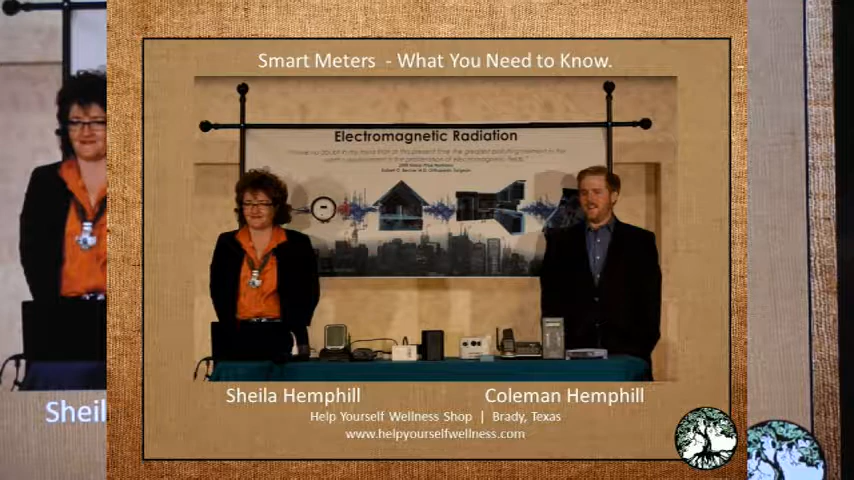 Smart Meters - What You Need to Know.
Electromagnetic Radiation
Sheila Hemphill Coleman Hemphill
Sheil
Help Yourself Wellness Shop | Brady, Texas
www.helpyourselfwellness.com